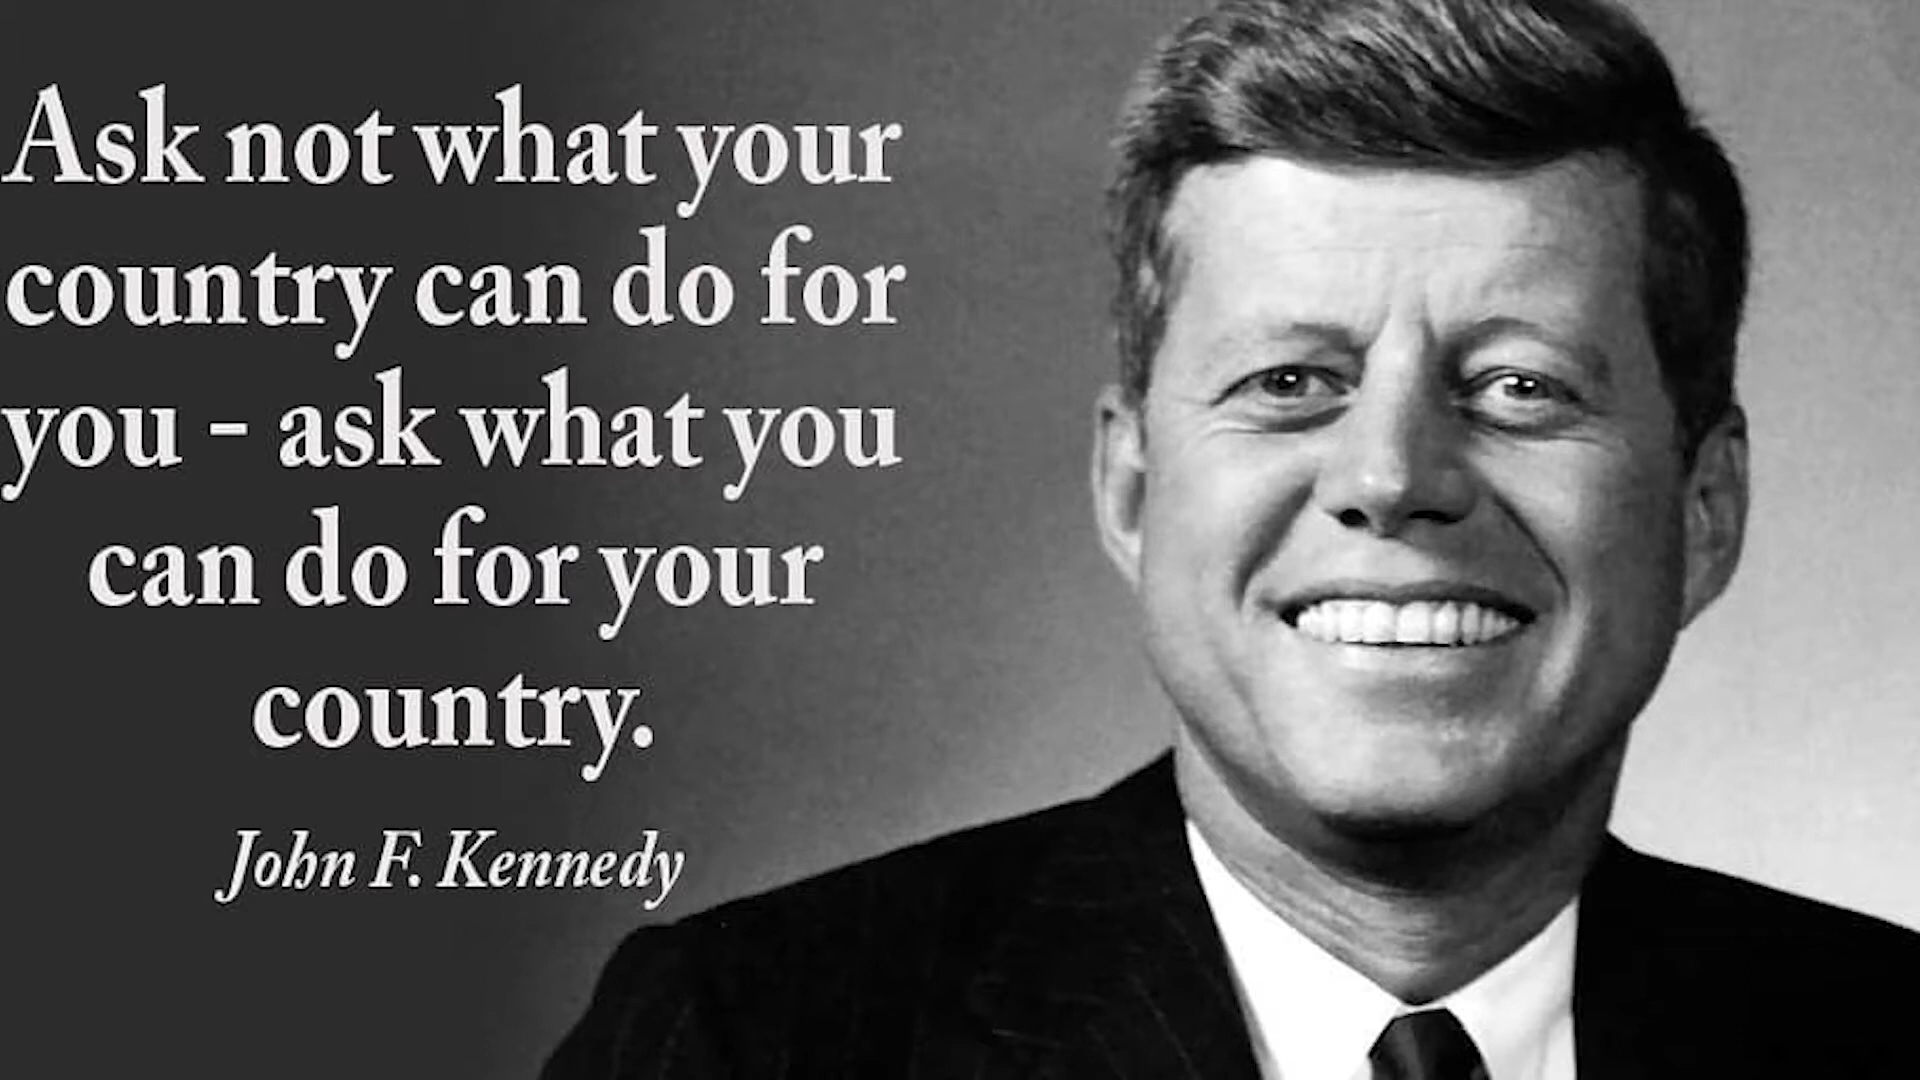 Ask not what your
country can do for
you - ask what you
can do for your
country.
John F. Kennedy